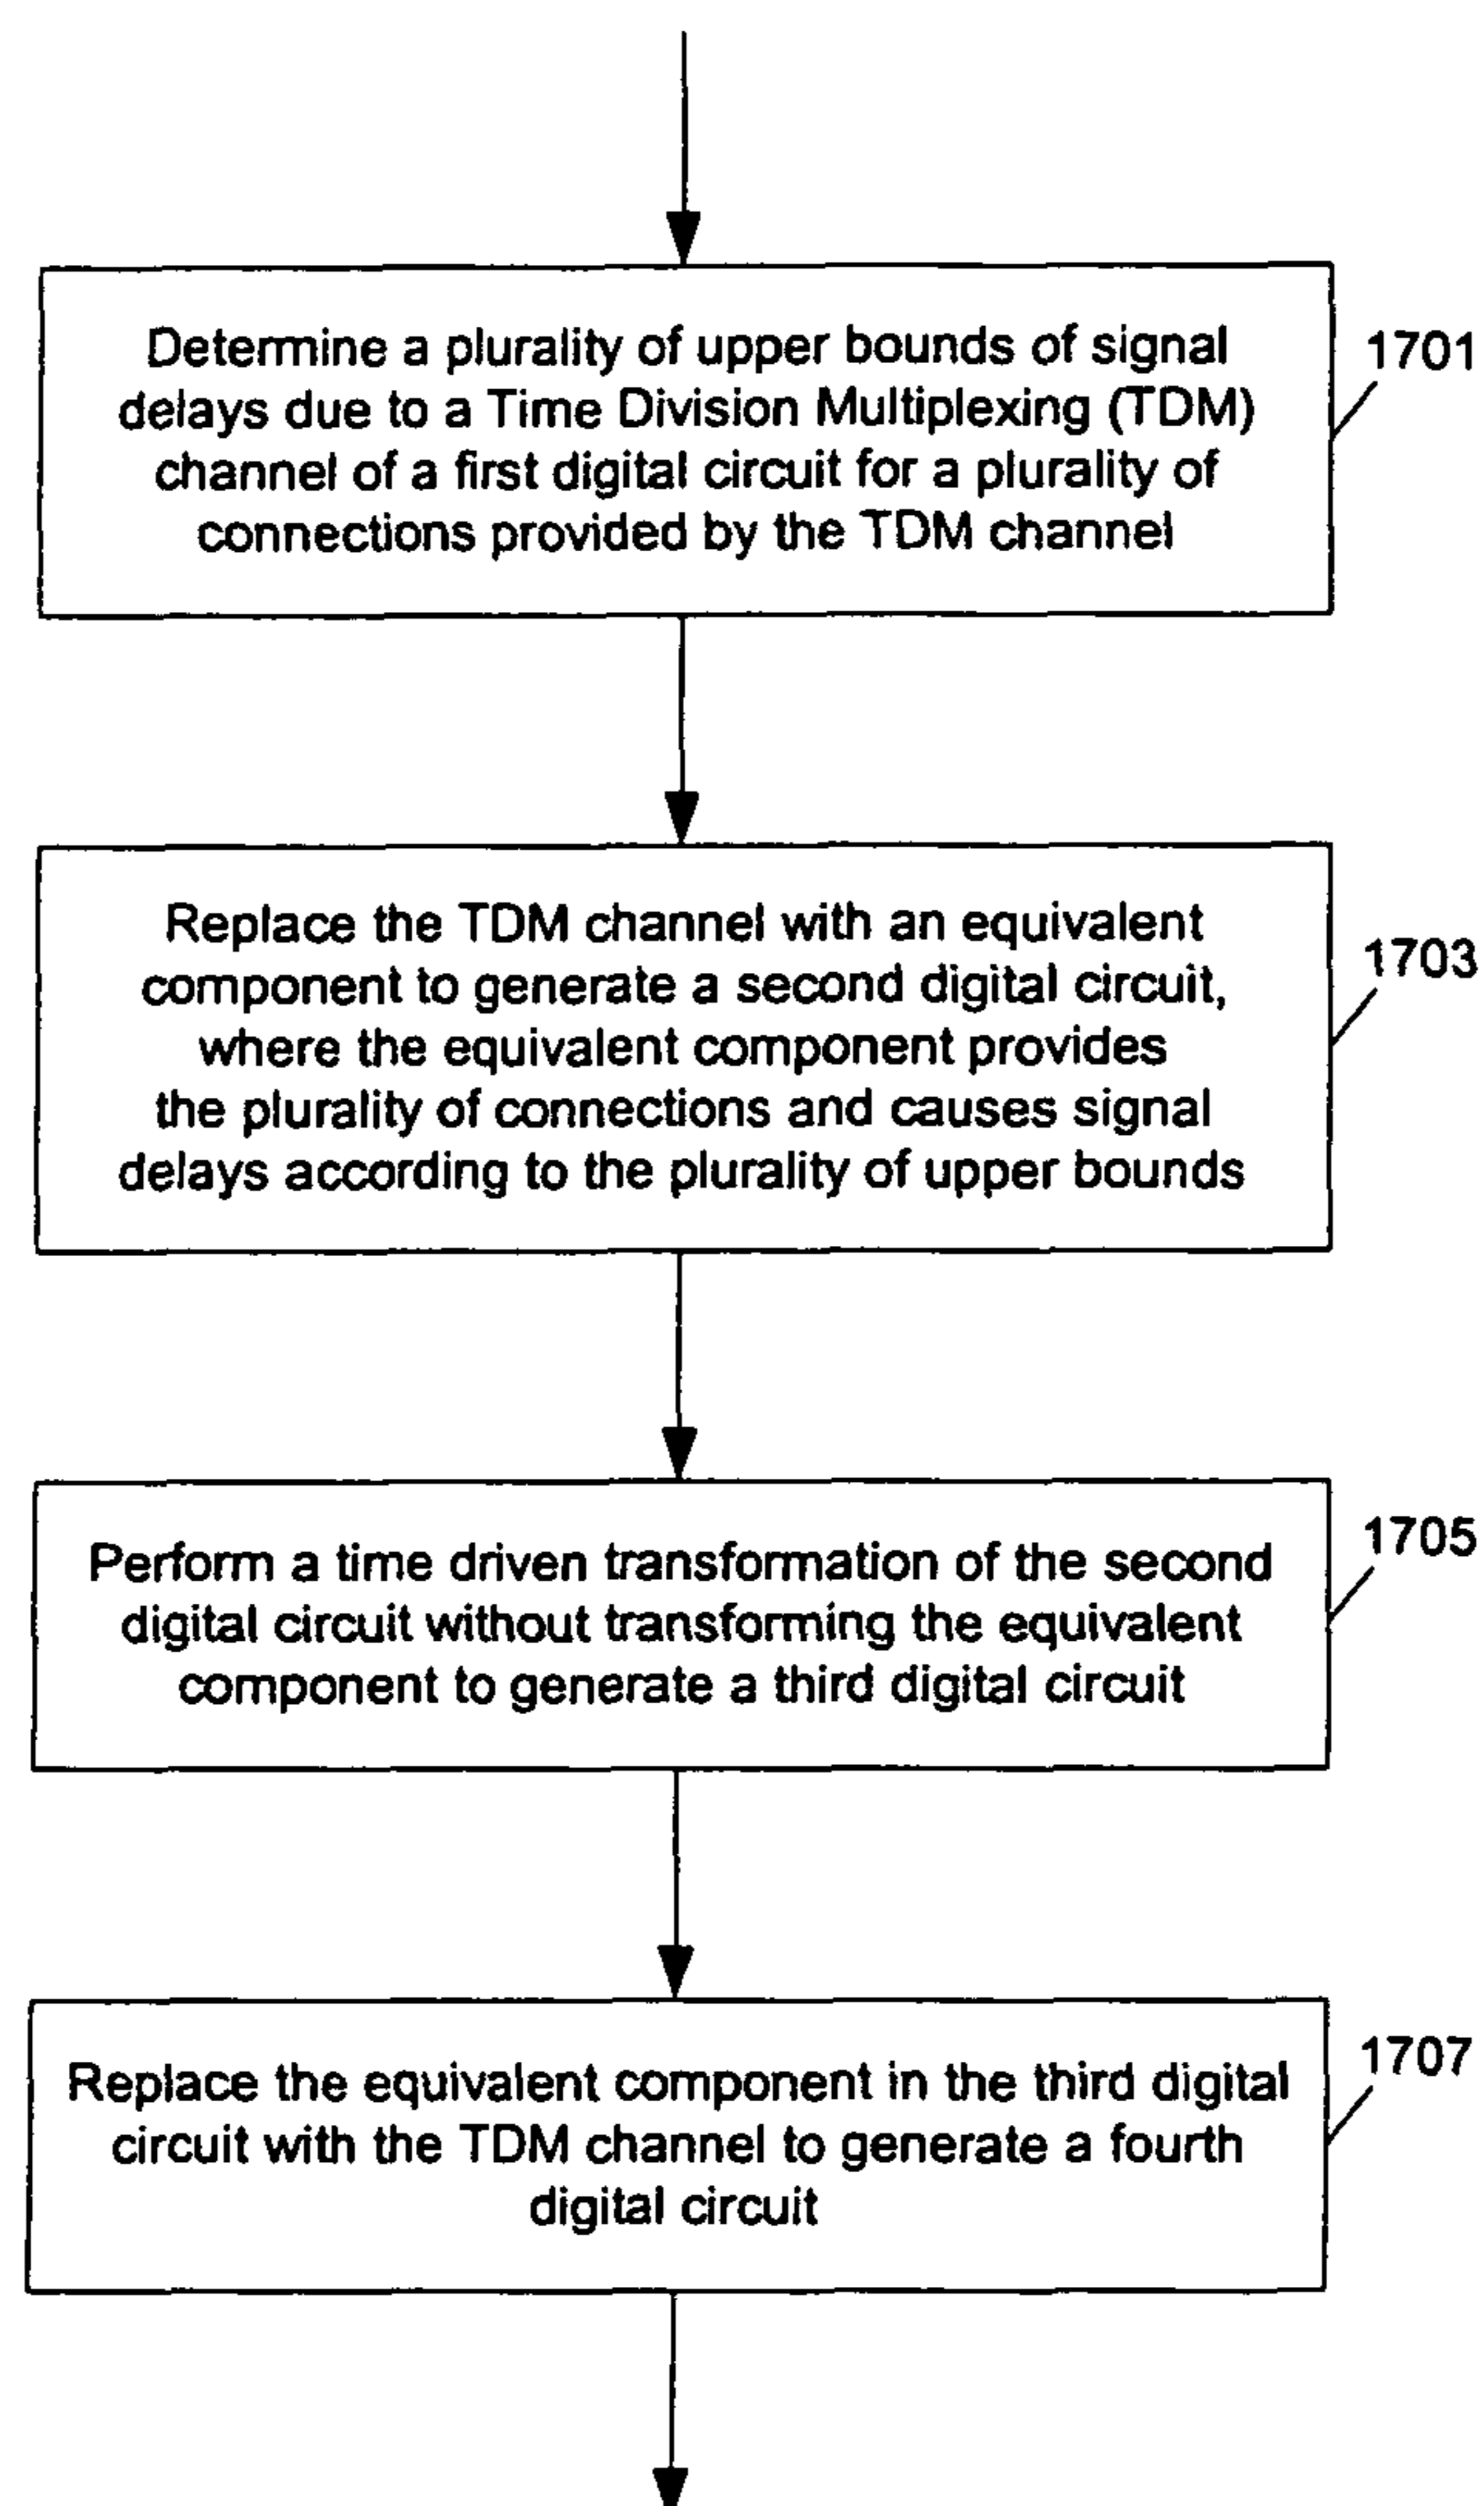 Determine a plurality of upper bounds of signal
delays due to a Time Division Multiplexing (TDM)
channel of a first digital circuit for a plurality of
connections provided by the TDM channel
1701
Replace the TDM channel with an equivalent
component to generate a second digital circuit,
where the equivalent component provides
the plurality of connections and causes signal
delays according to the plurality of upper bounds
1703
Perform a time driven transformation of the second
digital circuit without transforming the equivalent
component to generate a third digital circuit
1705
Replace the equivalent component in the third digital
circuit with the TDM channel to generate a fourth
digital circuit
1707